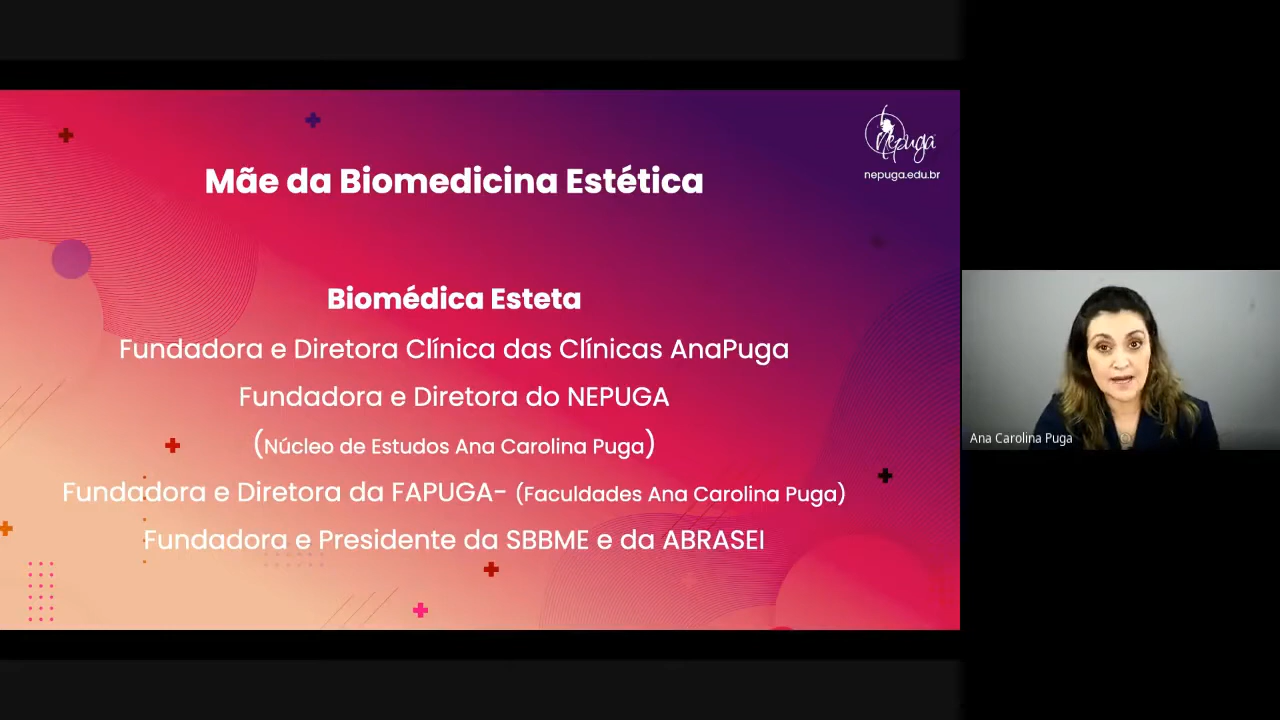 nepuga
nepuga.edu.br
Mãe da Biomedicina Estética
Biomédica Esteta
Fundadora e Diretora Clínica das Clínicas AnaPuga
Fundadora e Diretora do NEPUGA
(Núcleo de Estudos Ana Carolina Puga)
Fundadora e Diretora da FAPUGA- (Faculdades Ana Carolina Puga)
Fundadora e Presidente da SBBME e da ABRASEI
Ana Carolina Puga